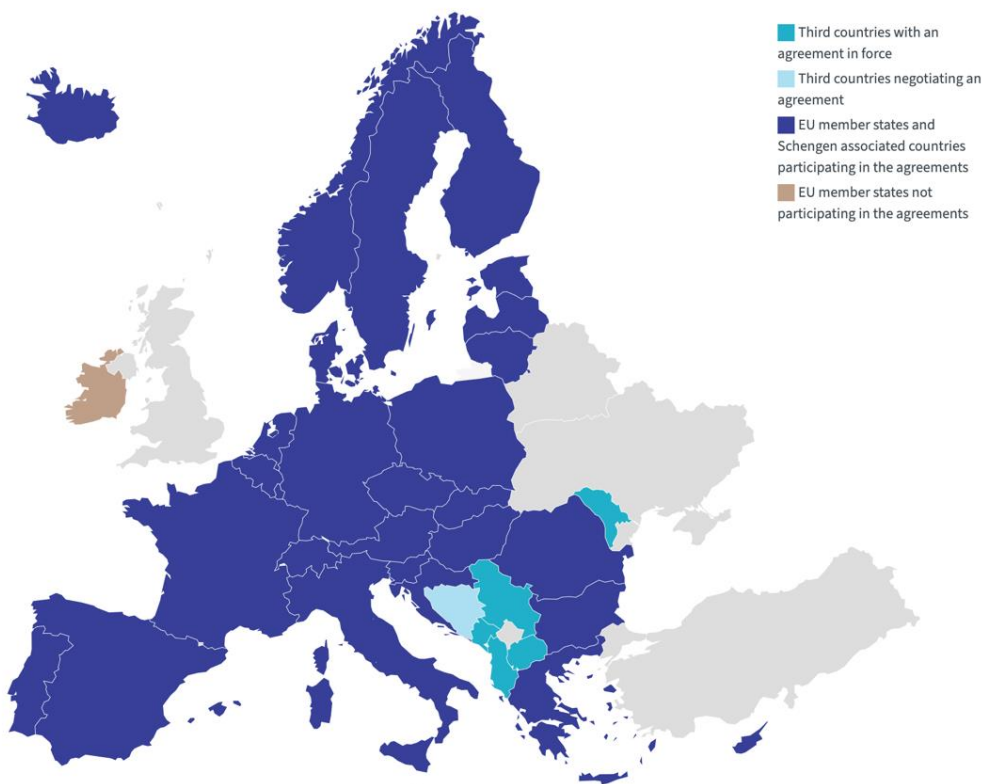 Third countries with an
agreement in force
Third countries negotiating an
agreement
EU member states and
Schengen associated countries
participating in the agreements
EU member states not
participating in the agreements